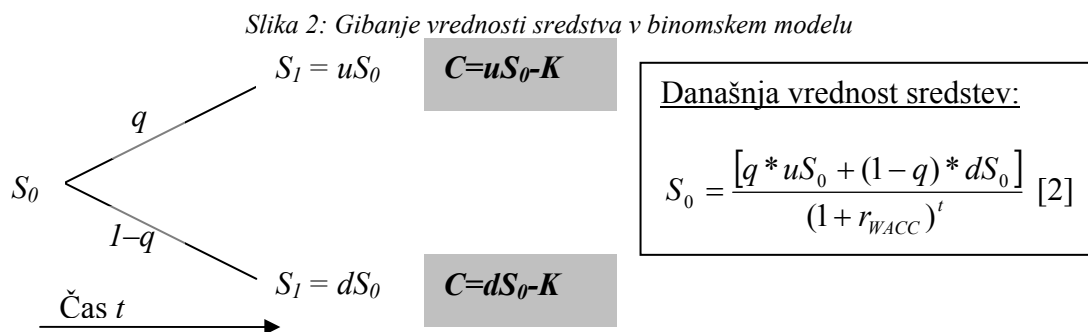 Slika 2: Gibanje vrednosti sredstva v binomskem modelu
S₁ = uS₀ C=uS₀-K
Današnja vrednost sredstev:
q
S₀ = [q * uS₀ + (1 − q) * dS₀] / (1 + r_WACC)^t [2]
S₀
1–q
S₁ = dS₀ C=dS₀-K
Čas t